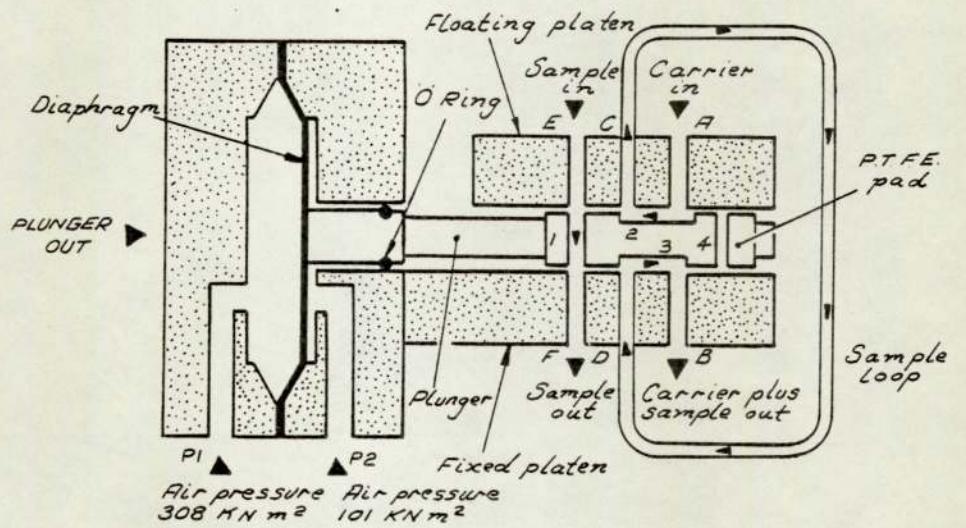 Floating platen
Sample in
Carrier in
Diaphragm
O Ring
E
C
A
P.T.F.E. pad
PLUNGER OUT
1
2
3
4
F
D
B
Plunger
Sample out
Carrier plus sample out
Sample loop
P1
P2
Fixed platen
Air pressure 308 KN m²
Air pressure 101 KN m²